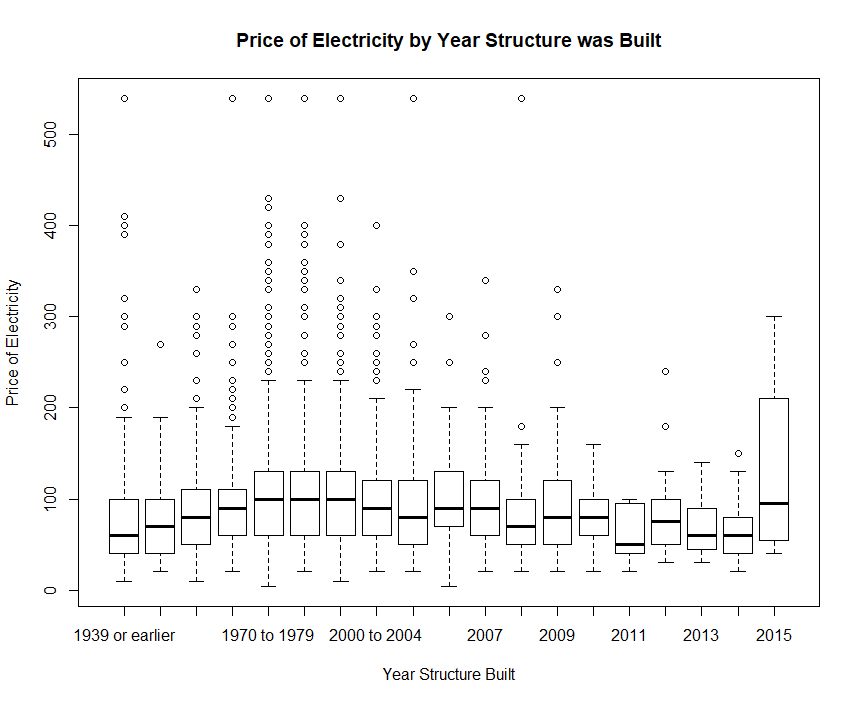 Price of Electricity by Year Structure was Built
Price of Electricity
500
400
300
200
100
0
1939 or earlier 1970 to 1979 2000 to 2004 2007 2009 2011 2013 2015
Year Structure Built